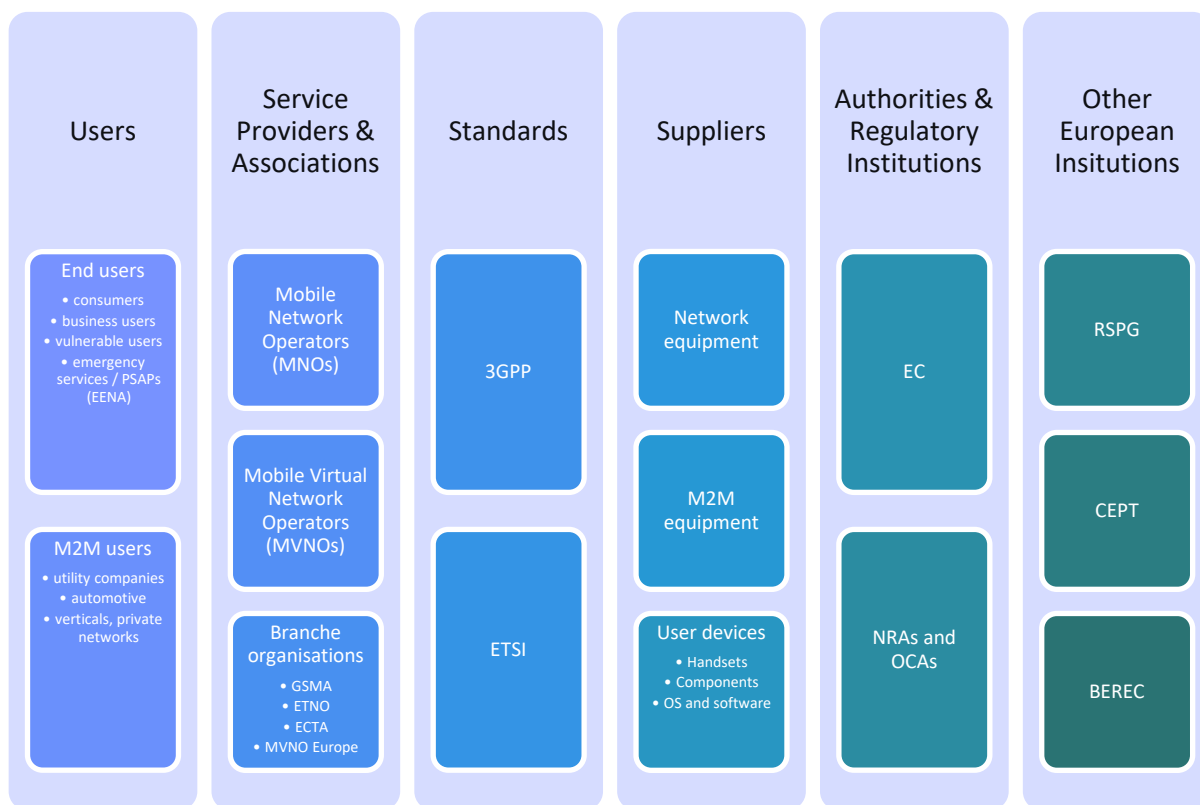 Users
End users
• consumers
• business users
• vulnerable users
• emergency
services / PSAPs
(EENA)
M2M users
• utility companies
• automotive
• verticals, private
networks
Service
Providers &
Associations
Mobile
Network
Operators
(MNOs)
Mobile Virtual
Network
Operators
(MVNOs)
Branche
organisations
• GSMA
• ETNO
• ECTA
• MVNO Europe
Standards
3GPP
ETSI
Suppliers
Network
equipment
M2M
equipment
User devices
• Handsets
• Components
• OS and software
Authorities &
Regulatory
Institutions
EC
NRAs and
OCAs
Other
European
Insitutions
RSPG
CEPT
BEREC